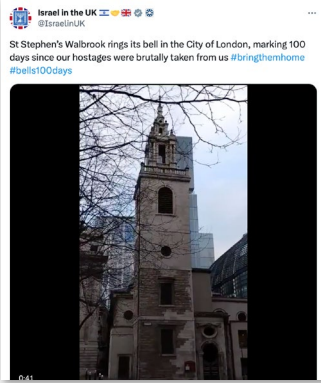 Israel in the UK
@IsraelinUK
St Stephen's Walbrook rings its bell in the City of London, marking 100
days since our hostages were brutally taken from us #bringthemhome
#bells100days
0:41